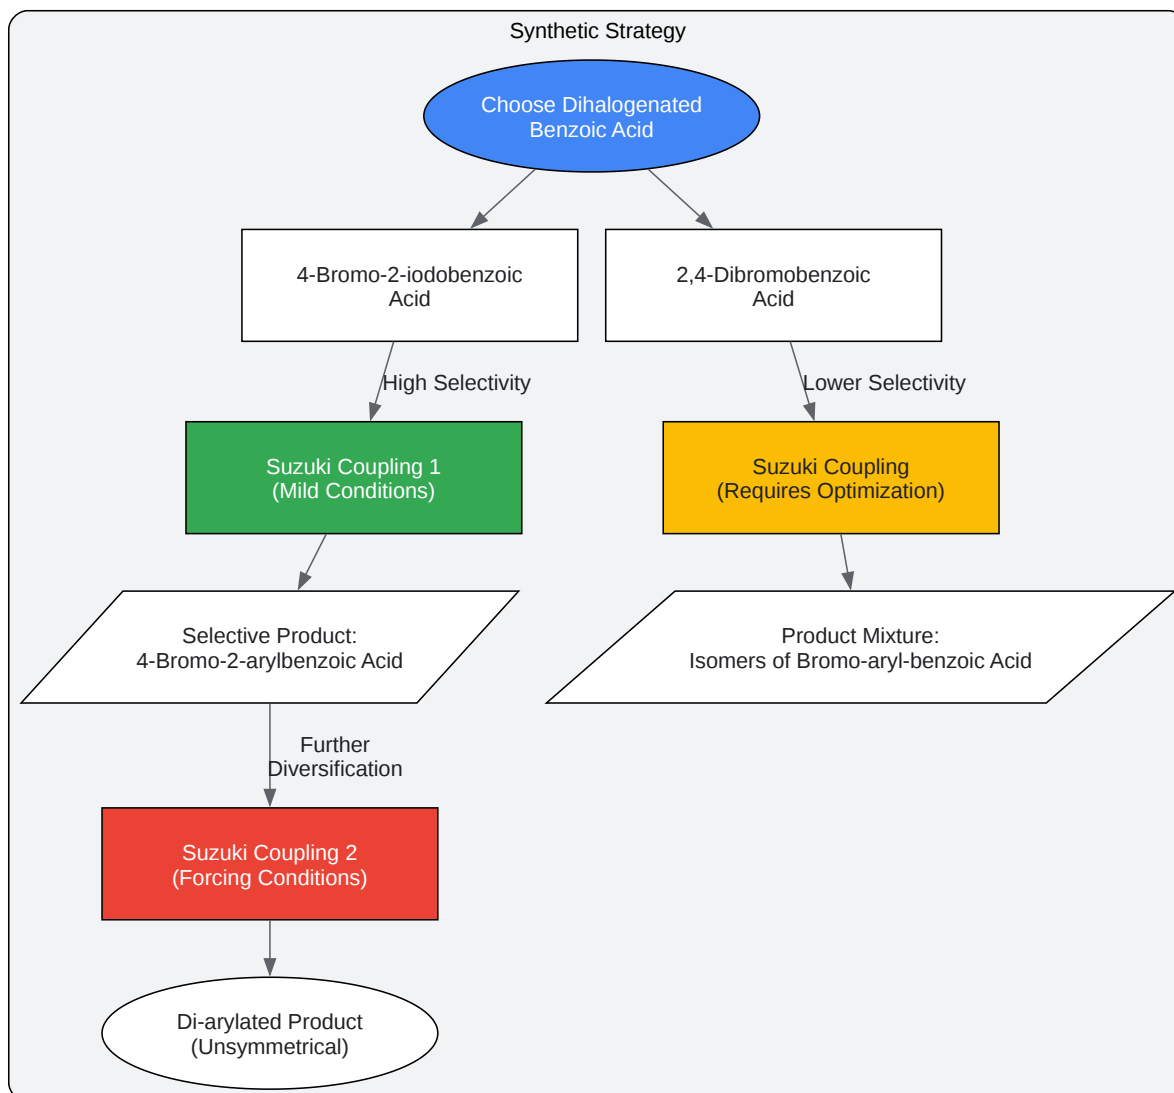 Synthetic Strategy
Choose Dihalogenated
Benzoic Acid
4-Bromo-2-iodobenzoic
Acid
2,4-Dibromobenzoic
Acid
High Selectivity
Lower Selectivity
Suzuki Coupling 1
(Mild Conditions)
Suzuki Coupling
(Requires Optimization)
Selective Product:
4-Bromo-2-arylbenzoic Acid
Product Mixture:
Isomers of Bromo-aryl-benzoic Acid
Further
Diversification
Suzuki Coupling 2
(Forcing Conditions)
Di-arylated Product
(Unsymmetrical)